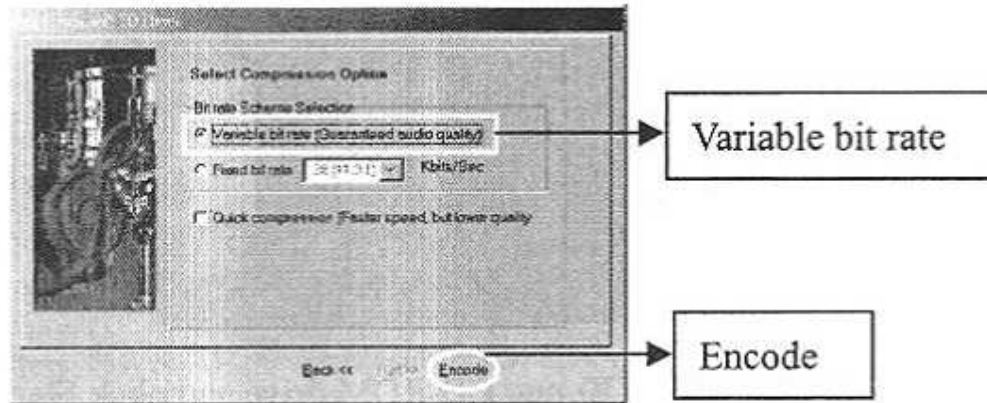 Select Compression Option
Bit rate Scheme Selection
Variable bit rate (Guaranteed audio quality)
Variable bit rate
Fixed bit rate Kbits/Sec
Quick compression (Faster speed, but lower quality
Back << Encode
Encode